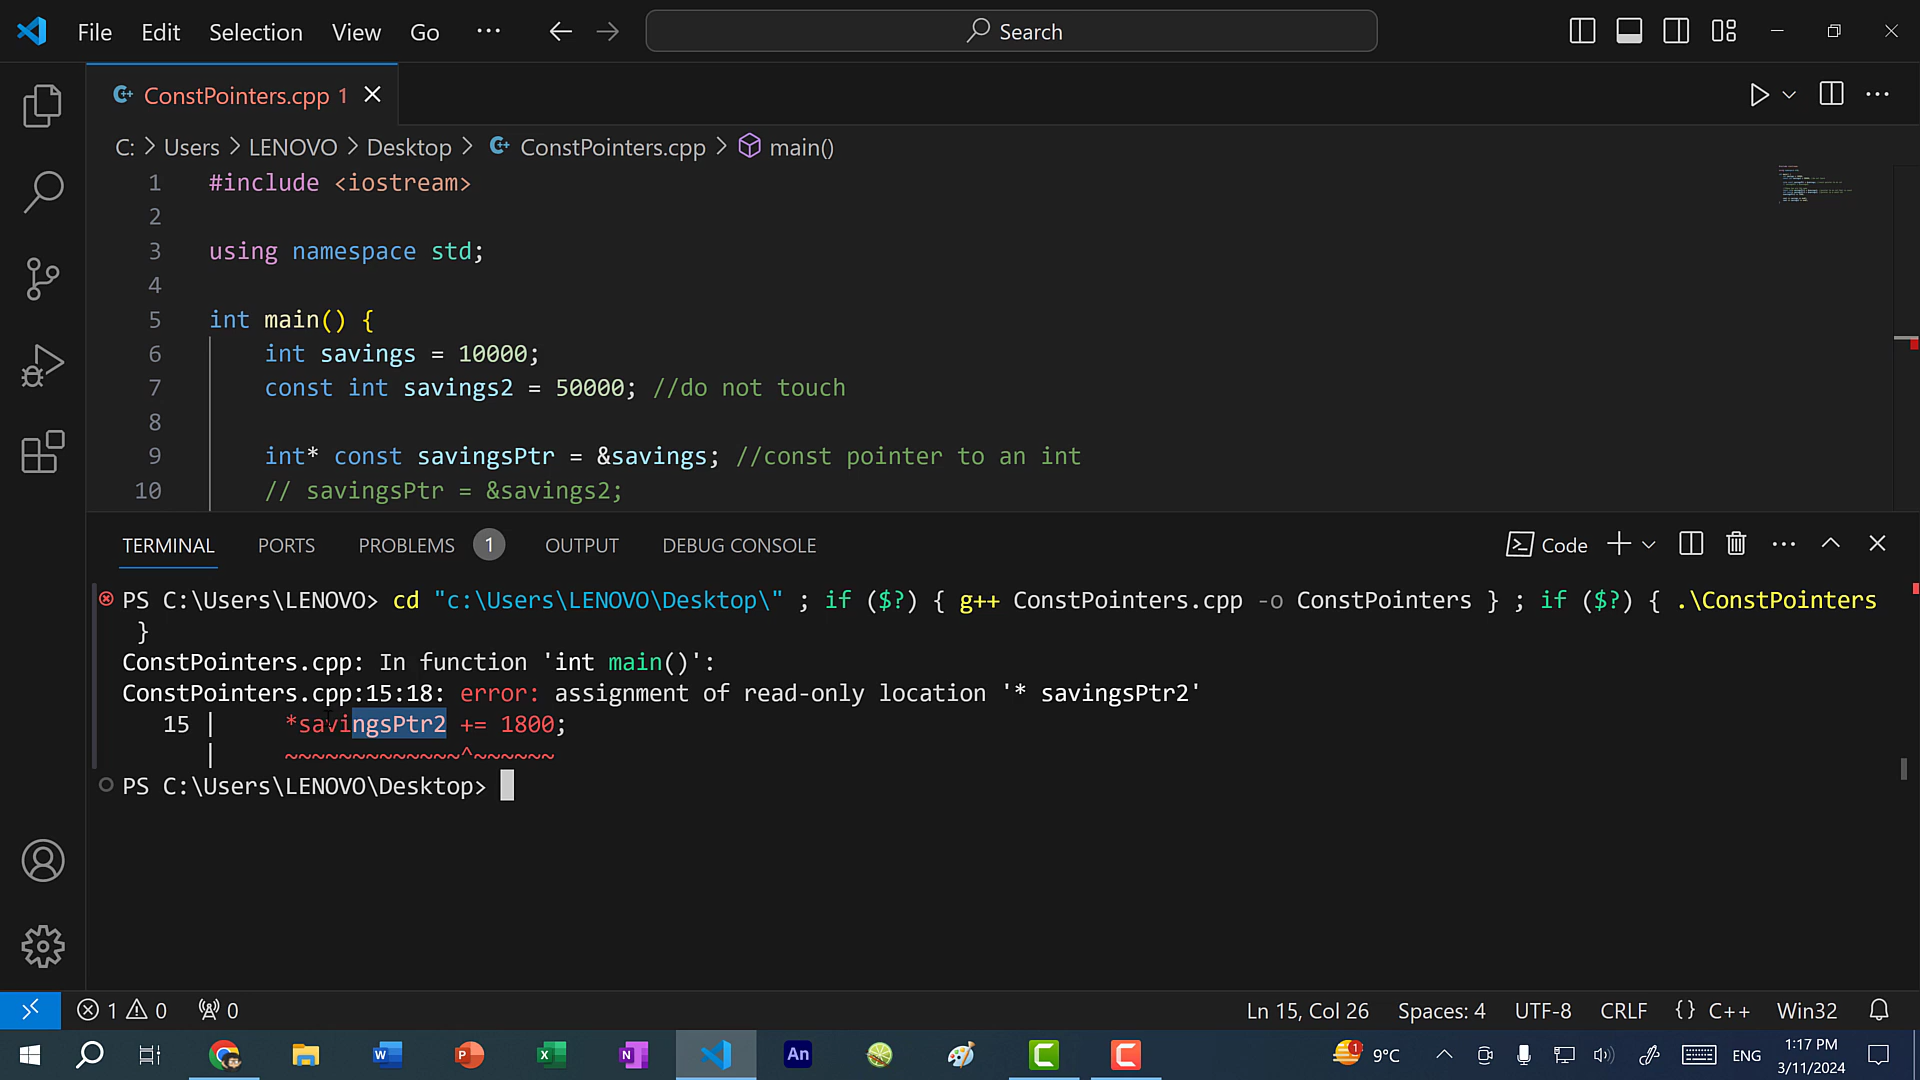 File Edit Selection View Go ··· Search
ConstPointers.cpp 1
C: > Users > LENOVO > Desktop > ConstPointers.cpp > main()
1 #include <iostream>
2
3 using namespace std;
4
5 int main() {
6 int savings = 10000;
7 const int savings2 = 50000; //do not touch
8
9 int* const savingsPtr = &savings; //const pointer to an int
10 // savingsPtr = &savings2;
TERMINAL PORTS PROBLEMS 1 OUTPUT DEBUG CONSOLE Code
PS C:\Users\LENOVO> cd "c:\Users\LENOVO\Desktop\" ; if ($?) { g++ ConstPointers.cpp -o ConstPointers } ; if ($?) { .\ConstPointers
}
ConstPointers.cpp: In function 'int main()':
ConstPointers.cpp:15:18: error: assignment of read-only location '* savingsPtr2'
15 | *savingsPtr2 += 1800;
| ~~~~~~~~~~~~~^~~~~~~
PS C:\Users\LENOVO\Desktop>
1 0 0 Ln 15, Col 26 Spaces: 4 UTF-8 CRLF {} C++ Win32
An 1 9°C ENG 1:17 PM
3/11/2024